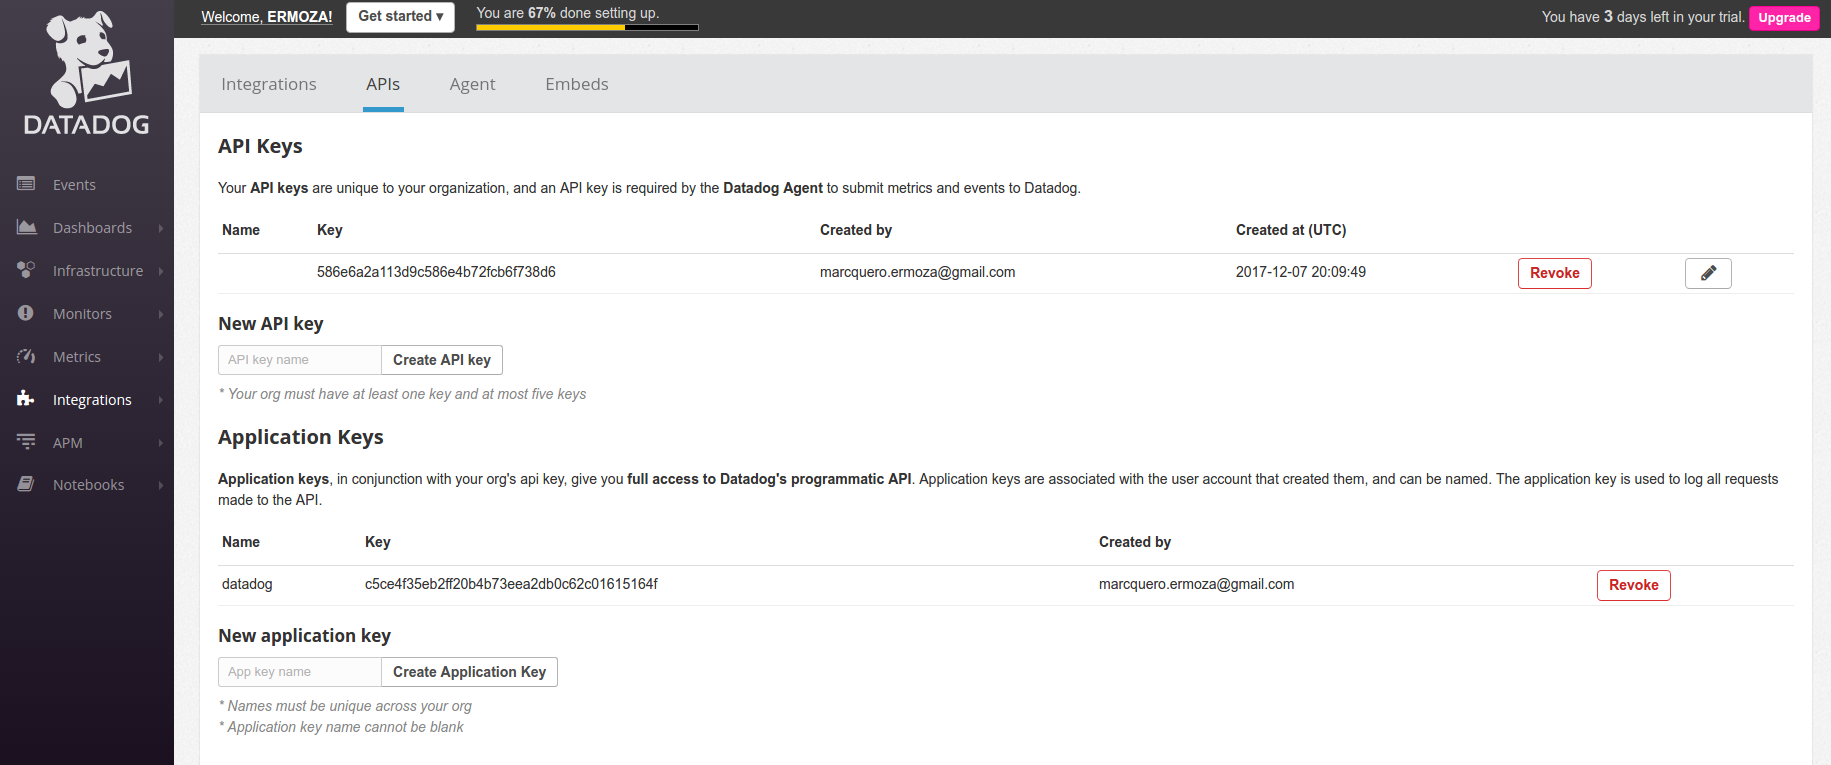 DATADOG
Events
Dashboards
Infrastructure
Monitors
Metrics
Integrations
APM
Notebooks
Welcome, ERMOZA!
Get started ▾
You are 67% done setting up.
You have 3 days left in your trial.
Upgrade
Integrations APIs Agent Embeds
API Keys
Your API keys are unique to your organization, and an API key is required by the Datadog Agent to submit metrics and events to Datadog.
Name Key Created by Created at (UTC)
586e6a2a113d9c586e4b72fcb6f738d6 marcquero.ermoza@gmail.com 2017-12-07 20:09:49 Revoke
New API key
API key name Create API key
* Your org must have at least one key and at most five keys
Application Keys
Application keys, in conjunction with your org's api key, give you full access to Datadog's programmatic API. Application keys are associated with the user account that created them, and can be named. The application key is used to log all requests
made to the API.
Name Key Created by
datadog c5ce4f35eb2ff20b4b73eea2db0c62c01615164f marcquero.ermoza@gmail.com Revoke
New application key
App key name Create Application Key
* Names must be unique across your org
* Application key name cannot be blank